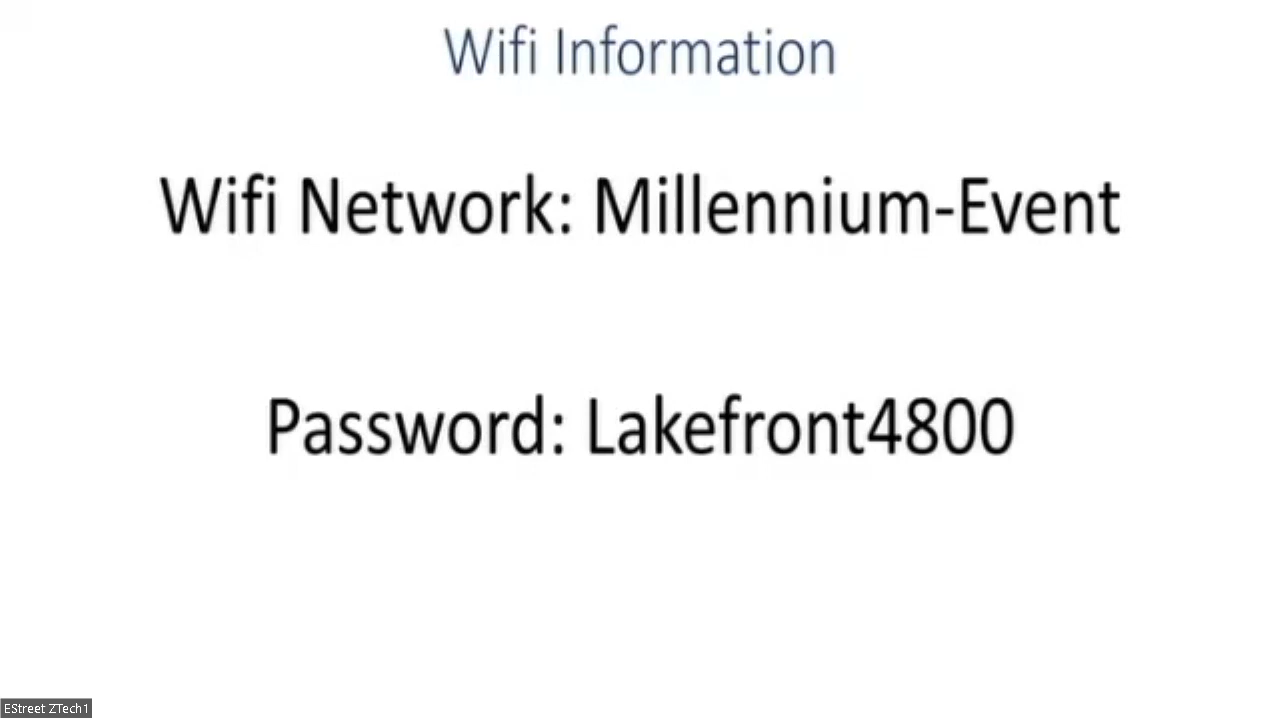 Wifi Information
Wifi Network: Millennium-Event
Password: Lakefront4800
EStreet ZTech1